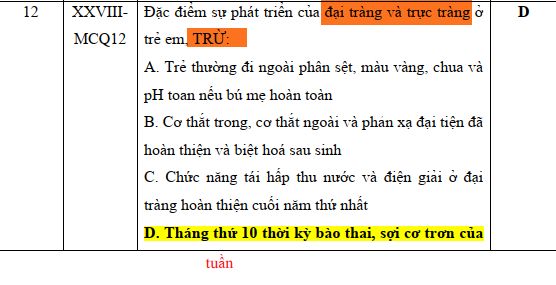 12 XXVIII- Đặc điểm sự phát triển của đại tràng và trực tràng ở D
MCQ12 trẻ em, TRỪ:
A. Trẻ thường đi ngoài phân sệt, màu vàng, chua và
pH toan nếu bú mẹ hoàn toàn
B. Cơ thắt trong, cơ thắt ngoài và phản xạ đại tiện đã
hoàn thiện và biệt hoá sau sinh
C. Chức năng tái hấp thu nước và điện giải ở đại
tràng hoàn thiện cuối năm thứ nhất
D. Tháng thứ 10 thời kỳ bào thai, sợi cơ trơn của
tuần